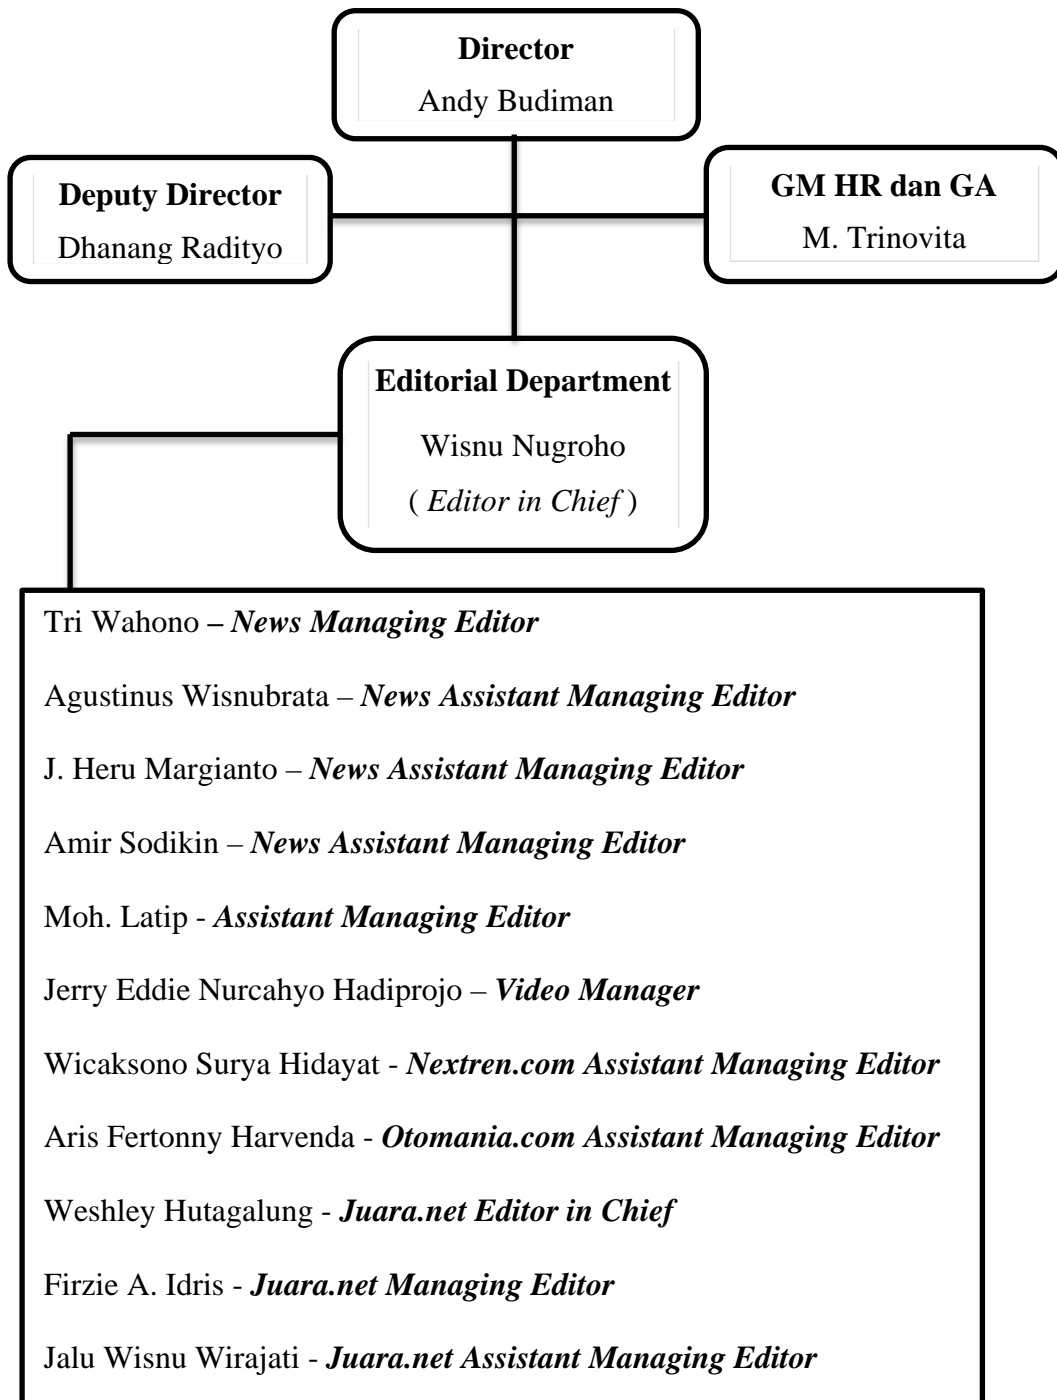 Director
Andy Budiman
Deputy Director
Dhanang Radityo
GM HR dan GA
M. Trinovita
Editorial Department
Wisnu Nugroho
( Editor in Chief )
Tri Wahono – News Managing Editor
Agustinus Wisnubrata – News Assistant Managing Editor
J. Heru Margianto – News Assistant Managing Editor
Amir Sodikin – News Assistant Managing Editor
Moh. Latip - Assistant Managing Editor
Jerry Eddie Nurcahyo Hadiprojo – Video Manager
Wicaksono Surya Hidayat - Nextren.com Assistant Managing Editor
Aris Fertonny Harvenda - Otomania.com Assistant Managing Editor
Weshley Hutagalung - Juara.net Editor in Chief
Firzie A. Idris - Juara.net Managing Editor
Jalu Wisnu Wirajati - Juara.net Assistant Managing Editor